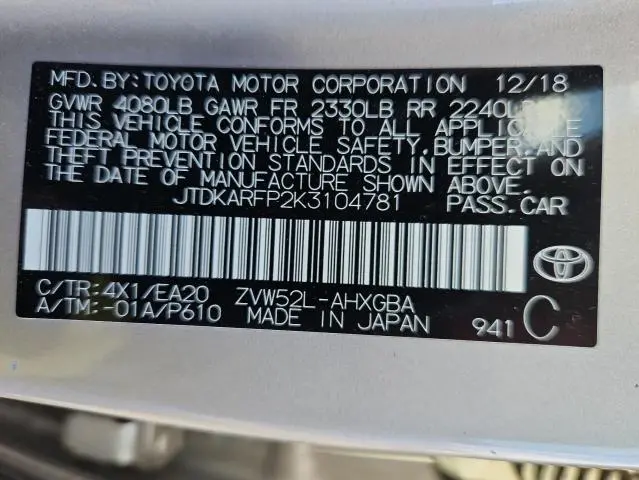 MFD. BY: TOYOTA MOTOR CORPORATION 12/18
GVWR 4080LB GAWR FR 2330LB RR 2240LB
THIS VEHICLE CONFORMS TO ALL APPLICABLE
FEDERAL MOTOR VEHICLE SAFETY, BUMPER, AND
THEFT PREVENTION STANDARDS IN EFFECT ON
THE DATE OF MANUFACTURE SHOWN ABOVE.
JTDKARFP2K3104781 PASS.CAR
C/TR: 4X1/EA20 ZVW52L-AHXGBA
A/TM: -01A/P610 MADE IN JAPAN 941 C